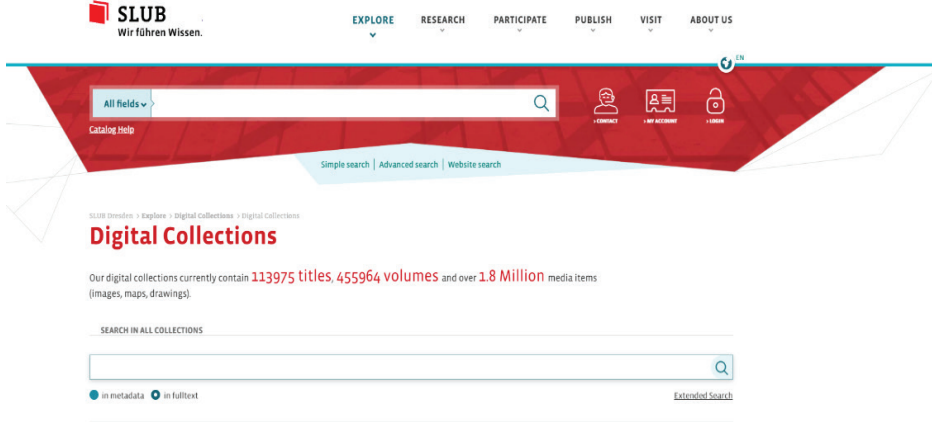 SLUB
Wir führen Wissen.
EXPLORE RESEARCH PARTICIPATE PUBLISH VISIT ABOUT US
EN
All fields
› CONTACT › MY ACCOUNT › LOGIN
Catalog Help
Simple search | Advanced search | Website search
SLUB Dresden › Explore › Digital Collections › Digital Collections
Digital Collections
Our digital collections currently contain 113975 titles, 455964 volumes and over 1.8 Million media items
(images, maps, drawings).
SEARCH IN ALL COLLECTIONS
in metadata in fulltext Extended Search